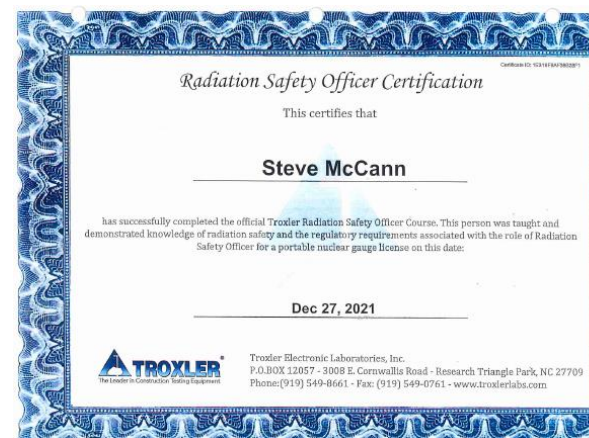 Radiation Safety Officer Certification
This certifies that
Steve McCann
has successfully completed the official Troxler Radiation Safety Officer Course. This person was taught and
demonstrated knowledge of radiation safety and the regulatory requirements associated with the role of Radiation
Safety Officer for a portable nuclear gauge license on this date:
Dec 27, 2021
TROXLER
The Leader in Construction Testing Equipment
Troxler Electronic Laboratories, Inc.
P.O.BOX 12057 - 3008 E. Cornwallis Road - Research Triangle Park, NC 27709
Phone:(919) 549-8661 - Fax: (919) 549-0761 - www.troxlerlabs.com